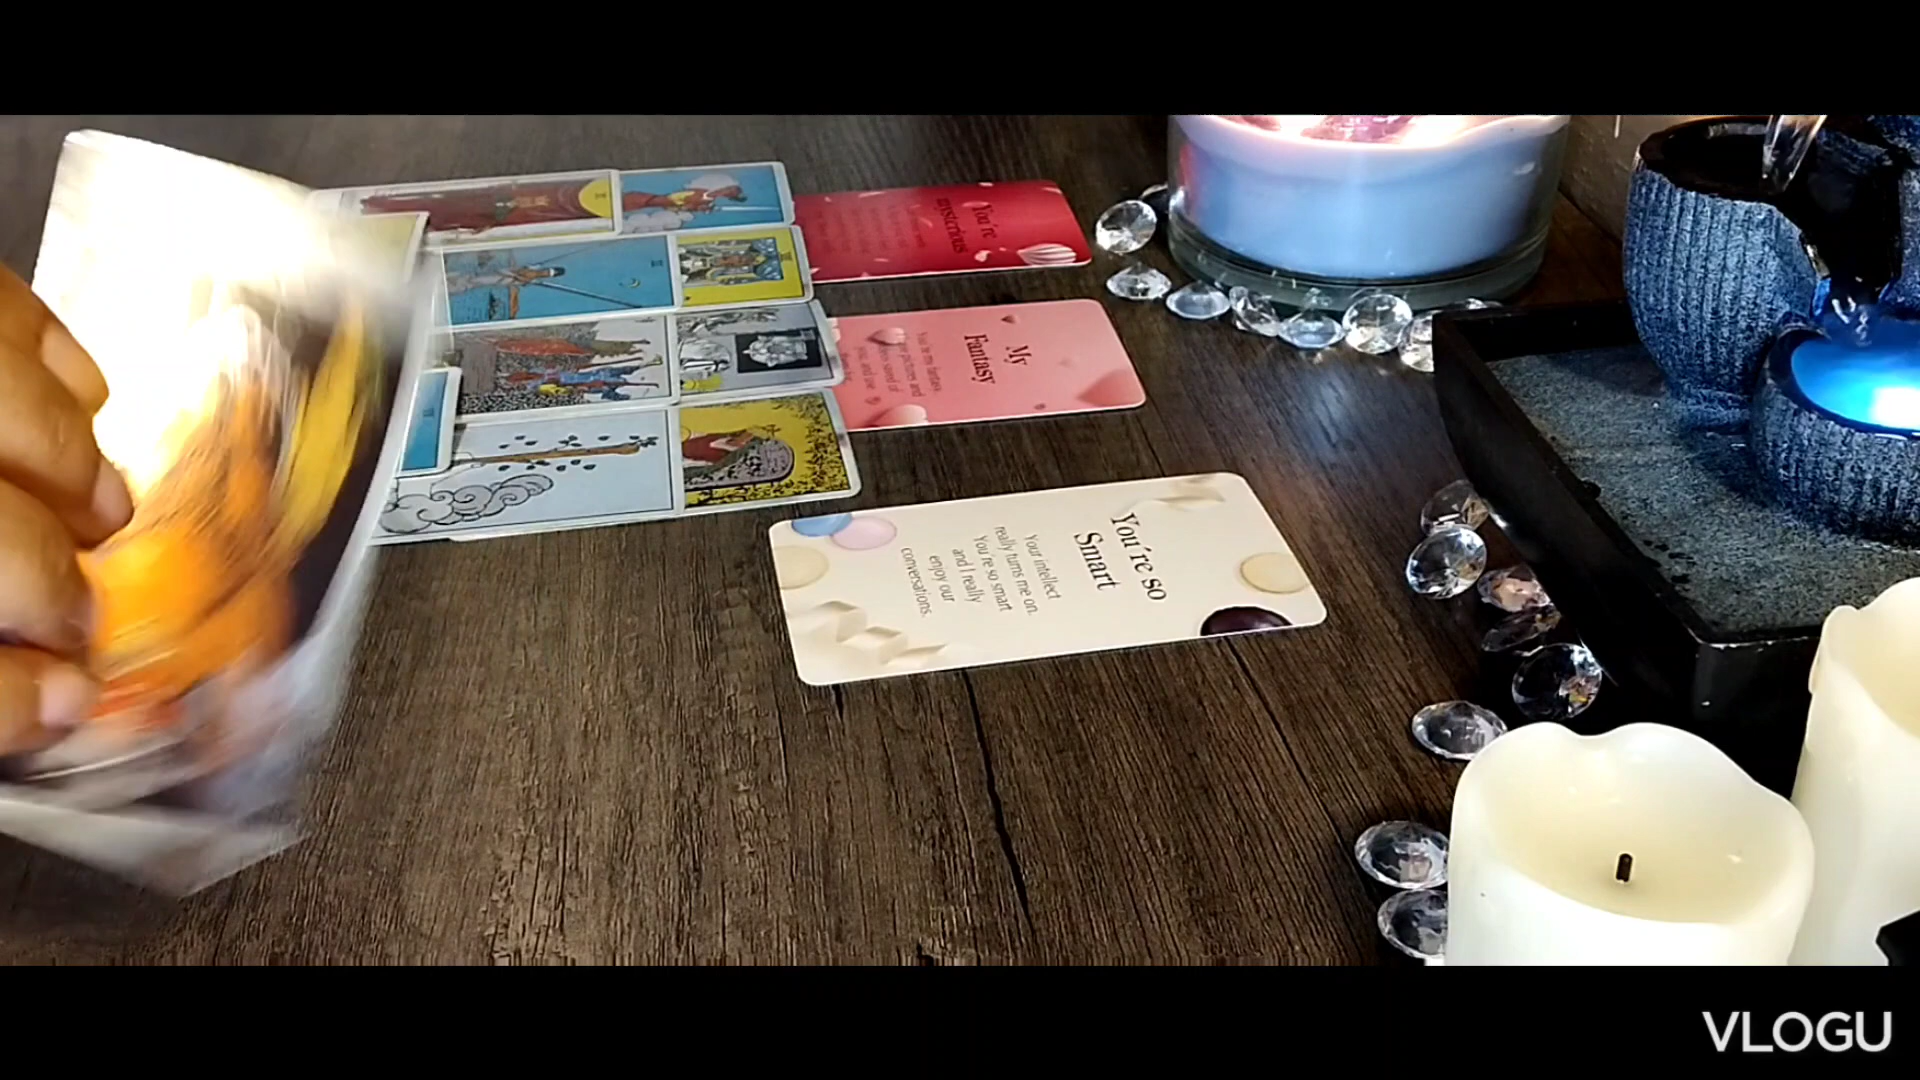 You're
mysterious
My
Fantasy
You're so
Smart
Your intellect
really turns me on.
You're so smart
and I really
enjoy our
conversations.
VLOGU